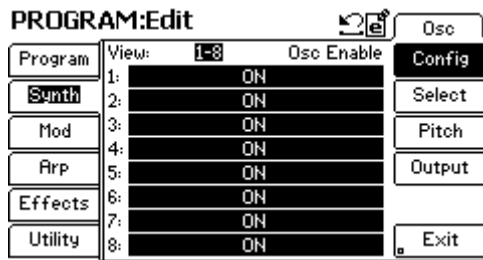 PROGRAM:Edit
e
Osc
Program
View: 1-8 Osc Enable
Config
Synth
1: ON
2: ON
Select
Mod
3: ON
4: ON
Pitch
Arp
5: ON
Output
Effects
6: ON
7: ON
Utility
8: ON
Exit